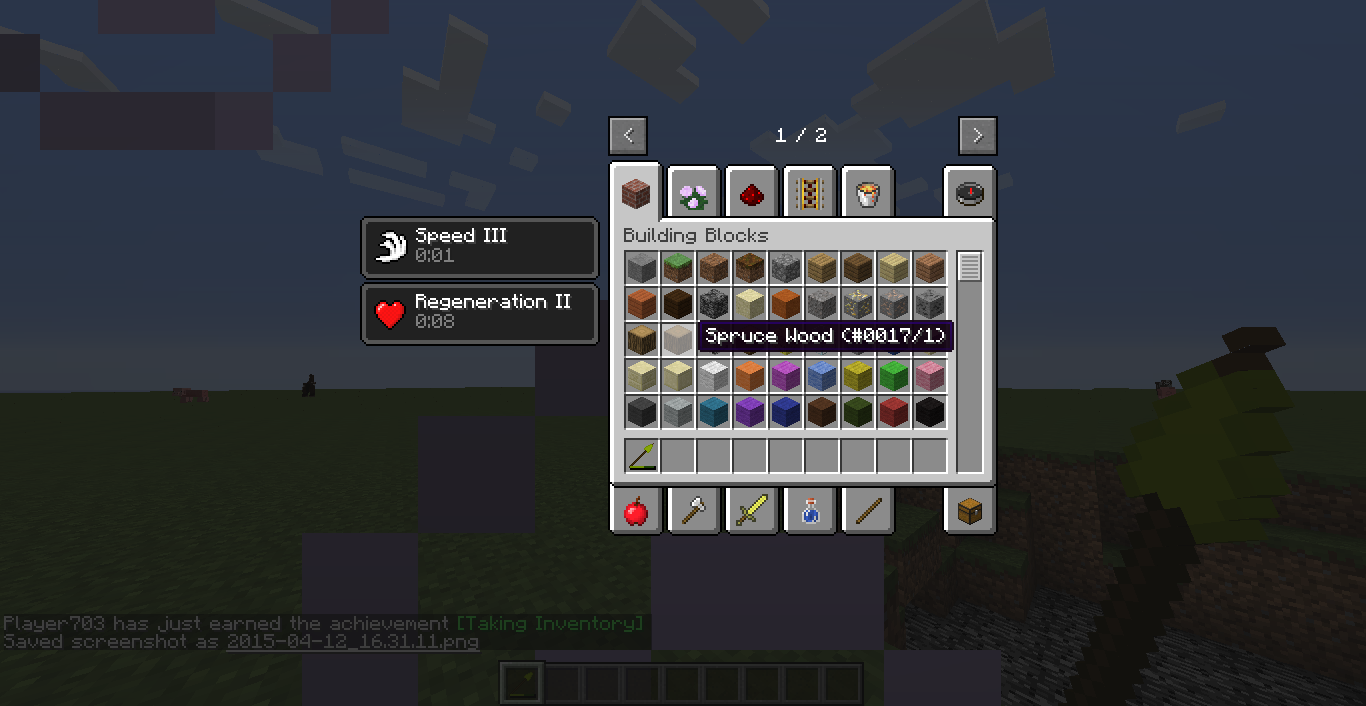 <
1 / 2
>
Speed III
0:01
Building Blocks
Regeneration II
0:08
Spruce Wood (#0017/1)
Player703 has just earned the achievement [Taking Inventory]
Saved screenshot as 2015-04-12_16.31.11.png